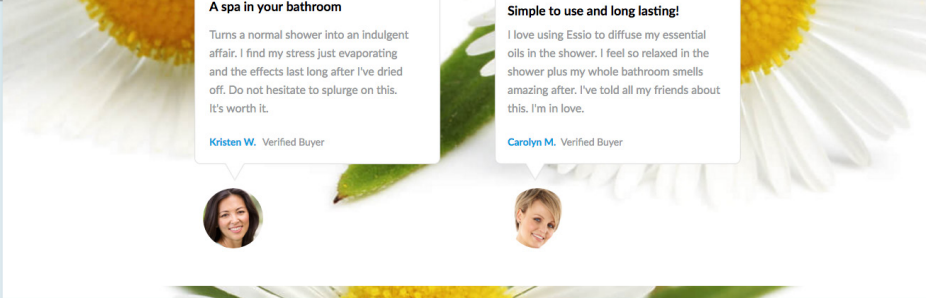 A spa in your bathroom
Turns a normal shower into an indulgent
affair. I find my stress just evaporating
and the effects last long after I've dried
off. Do not hesitate to splurge on this.
It's worth it.
Kristen W. Verified Buyer
Simple to use and long lasting!
I love using Essio to diffuse my essential
oils in the shower. I feel so relaxed in the
shower plus my whole bathroom smells
amazing after. I've told all my friends about
this. I'm in love.
Carolyn M. Verified Buyer